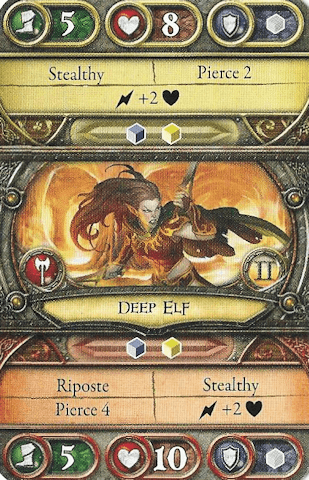 5 8
Stealthy Pierce 2
+2
II
DEEP ELF
Riposte Stealthy
Pierce 4 +2
5 10